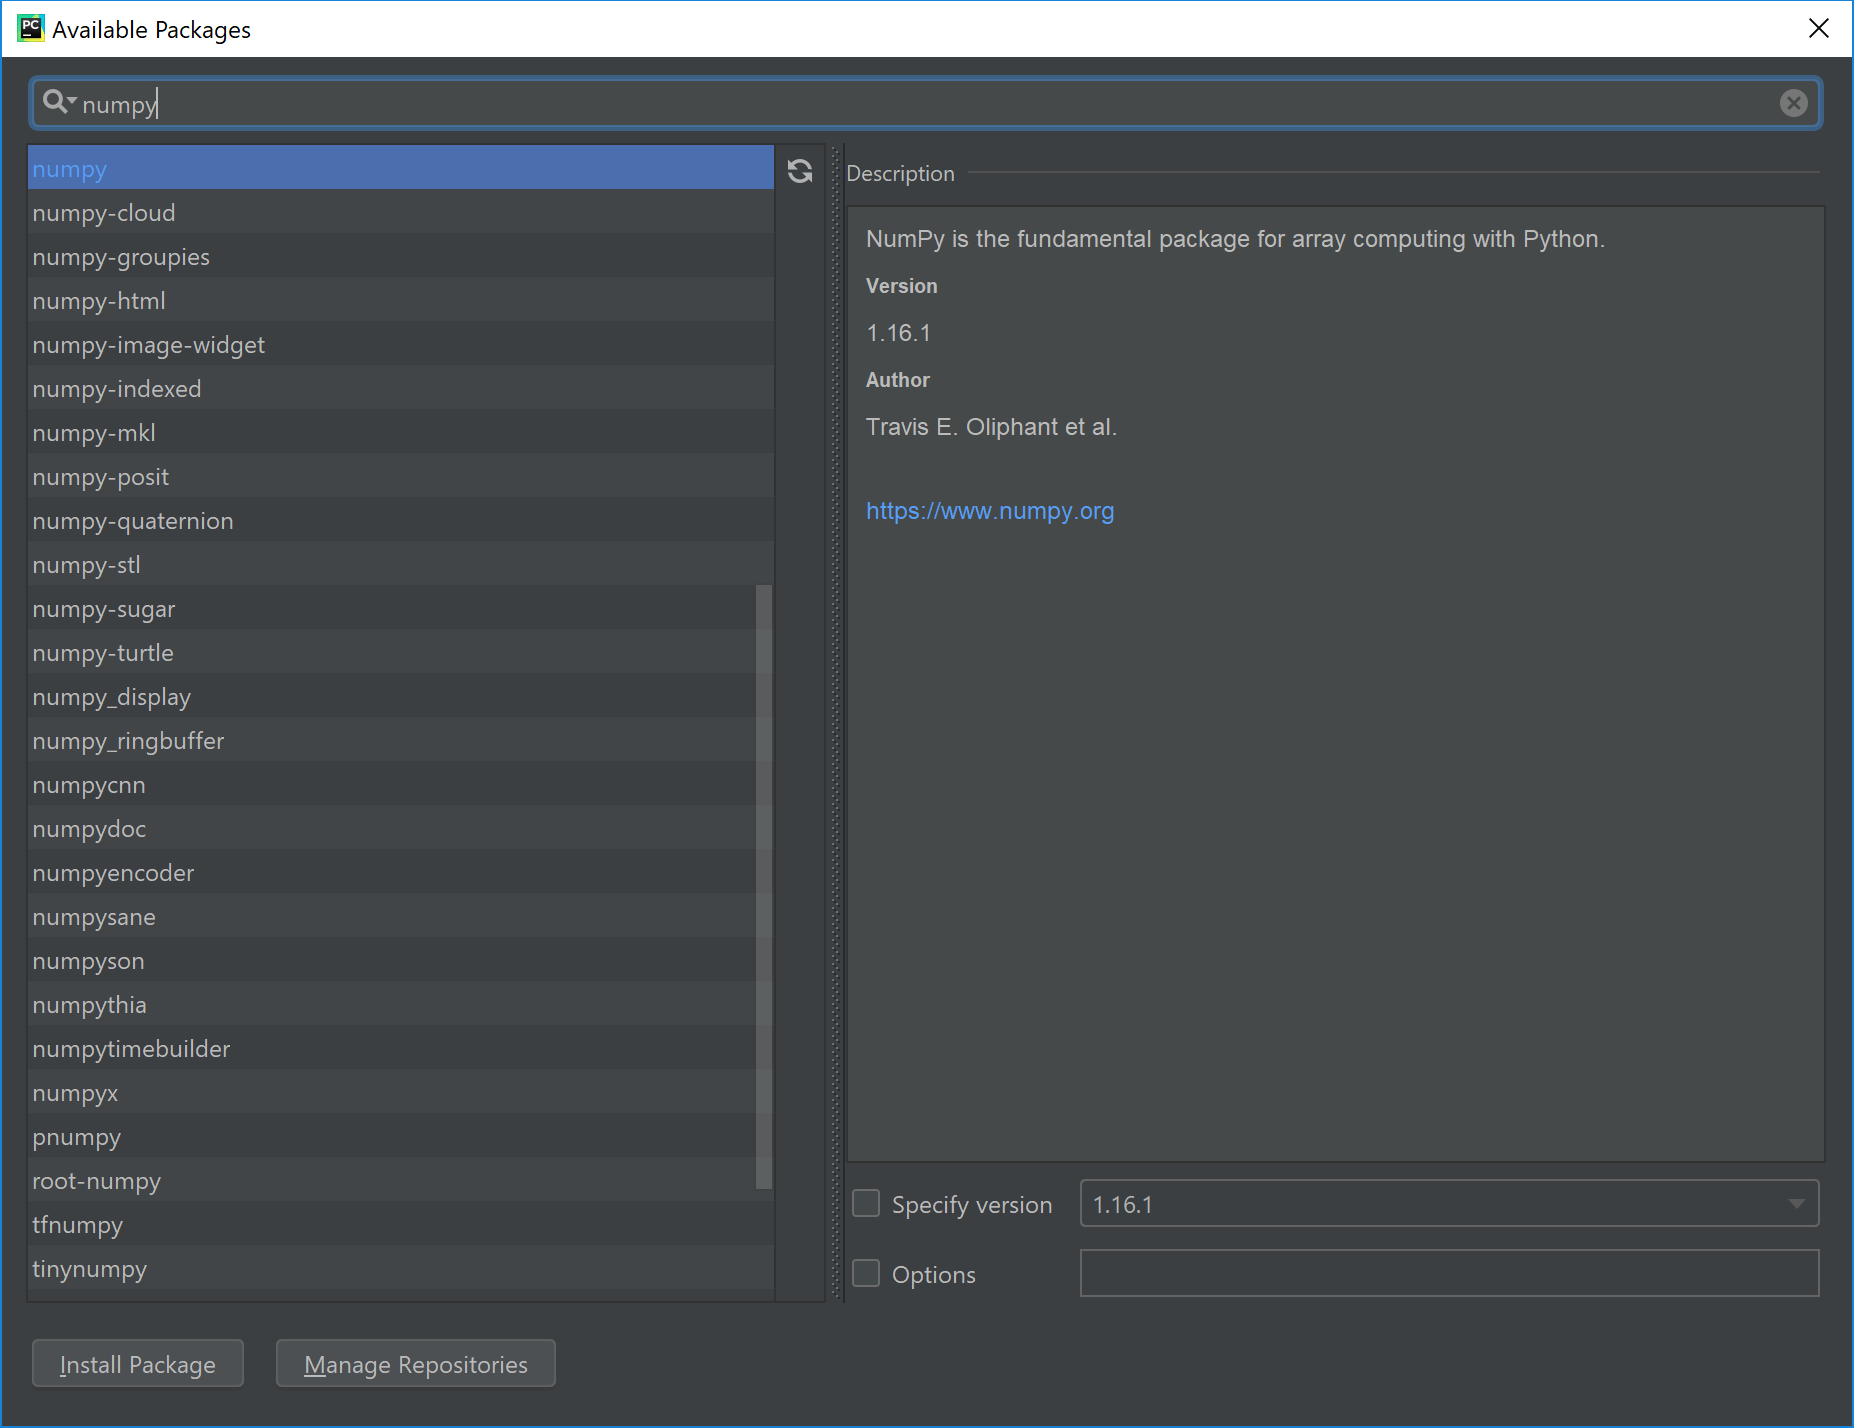 PC
Available Packages
numpy
numpy
numpy-cloud
numpy-groupies
numpy-html
numpy-image-widget
numpy-indexed
numpy-mkl
numpy-posit
numpy-quaternion
numpy-stl
numpy-sugar
numpy-turtle
numpy_display
numpy_ringbuffer
numpycnn
numpydoc
numpyencoder
numpysane
numpyson
numpythia
numpytimebuilder
numpyx
pnumpy
root-numpy
tfnumpy
tinynumpy
Description
NumPy is the fundamental package for array computing with Python.
Version
1.16.1
Author
Travis E. Oliphant et al.
https://www.numpy.org
Specify version
1.16.1
Options
Install Package
Manage Repositories